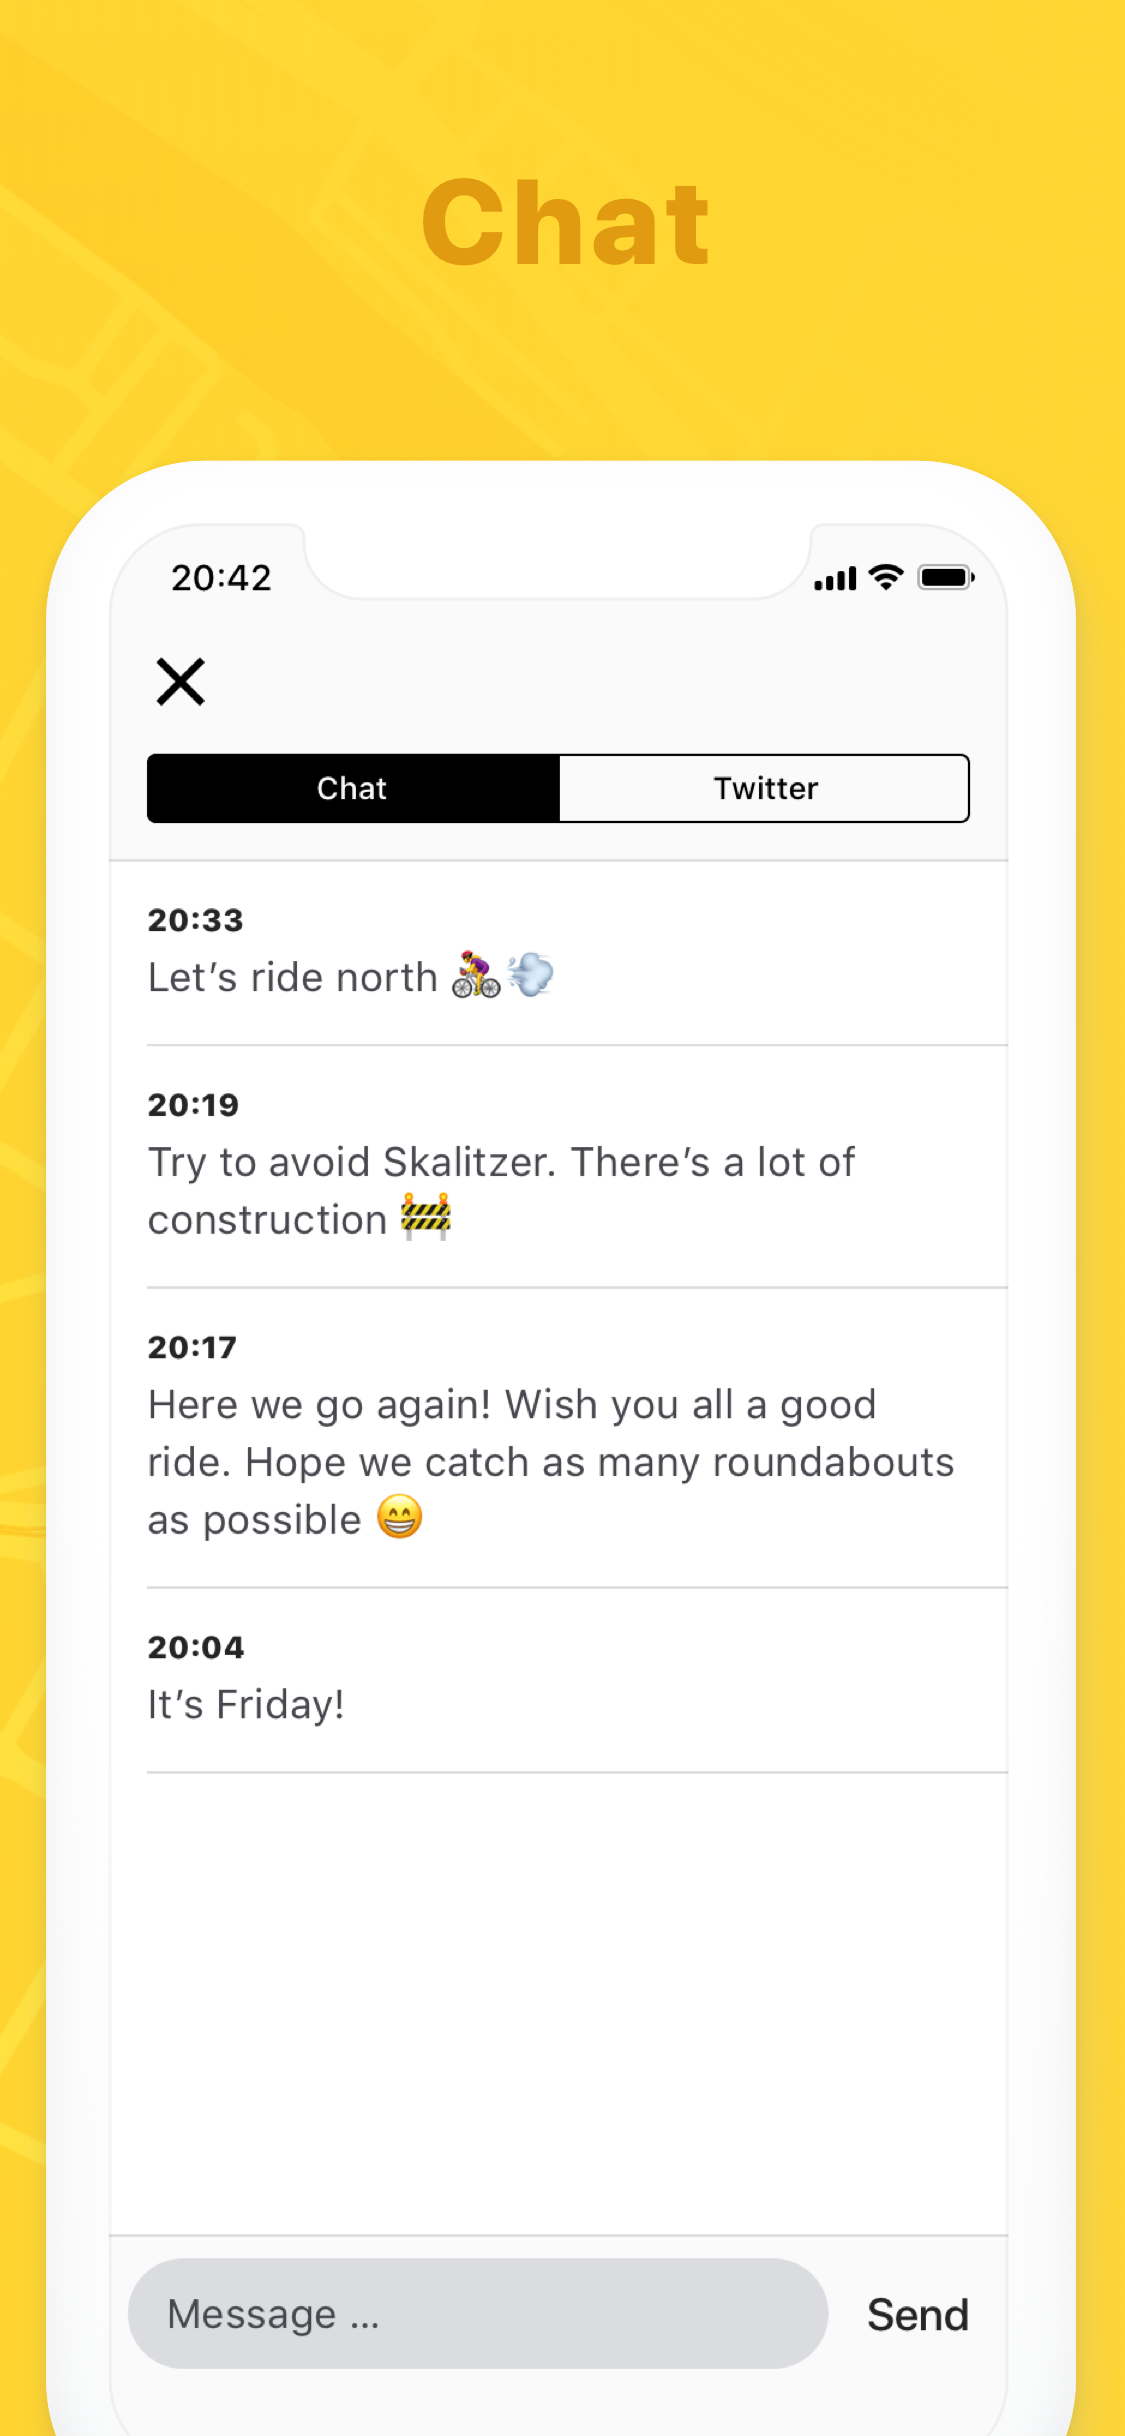 Chat
20:42
Chat
Twitter
20:33
Let’s ride north 🚴‍♀️💨
20:19
Try to avoid Skalitzer. There’s a lot of
construction 🚧
20:17
Here we go again! Wish you all a good
ride. Hope we catch as many roundabouts
as possible 😁
20:04
It’s Friday!
Message ...
Send